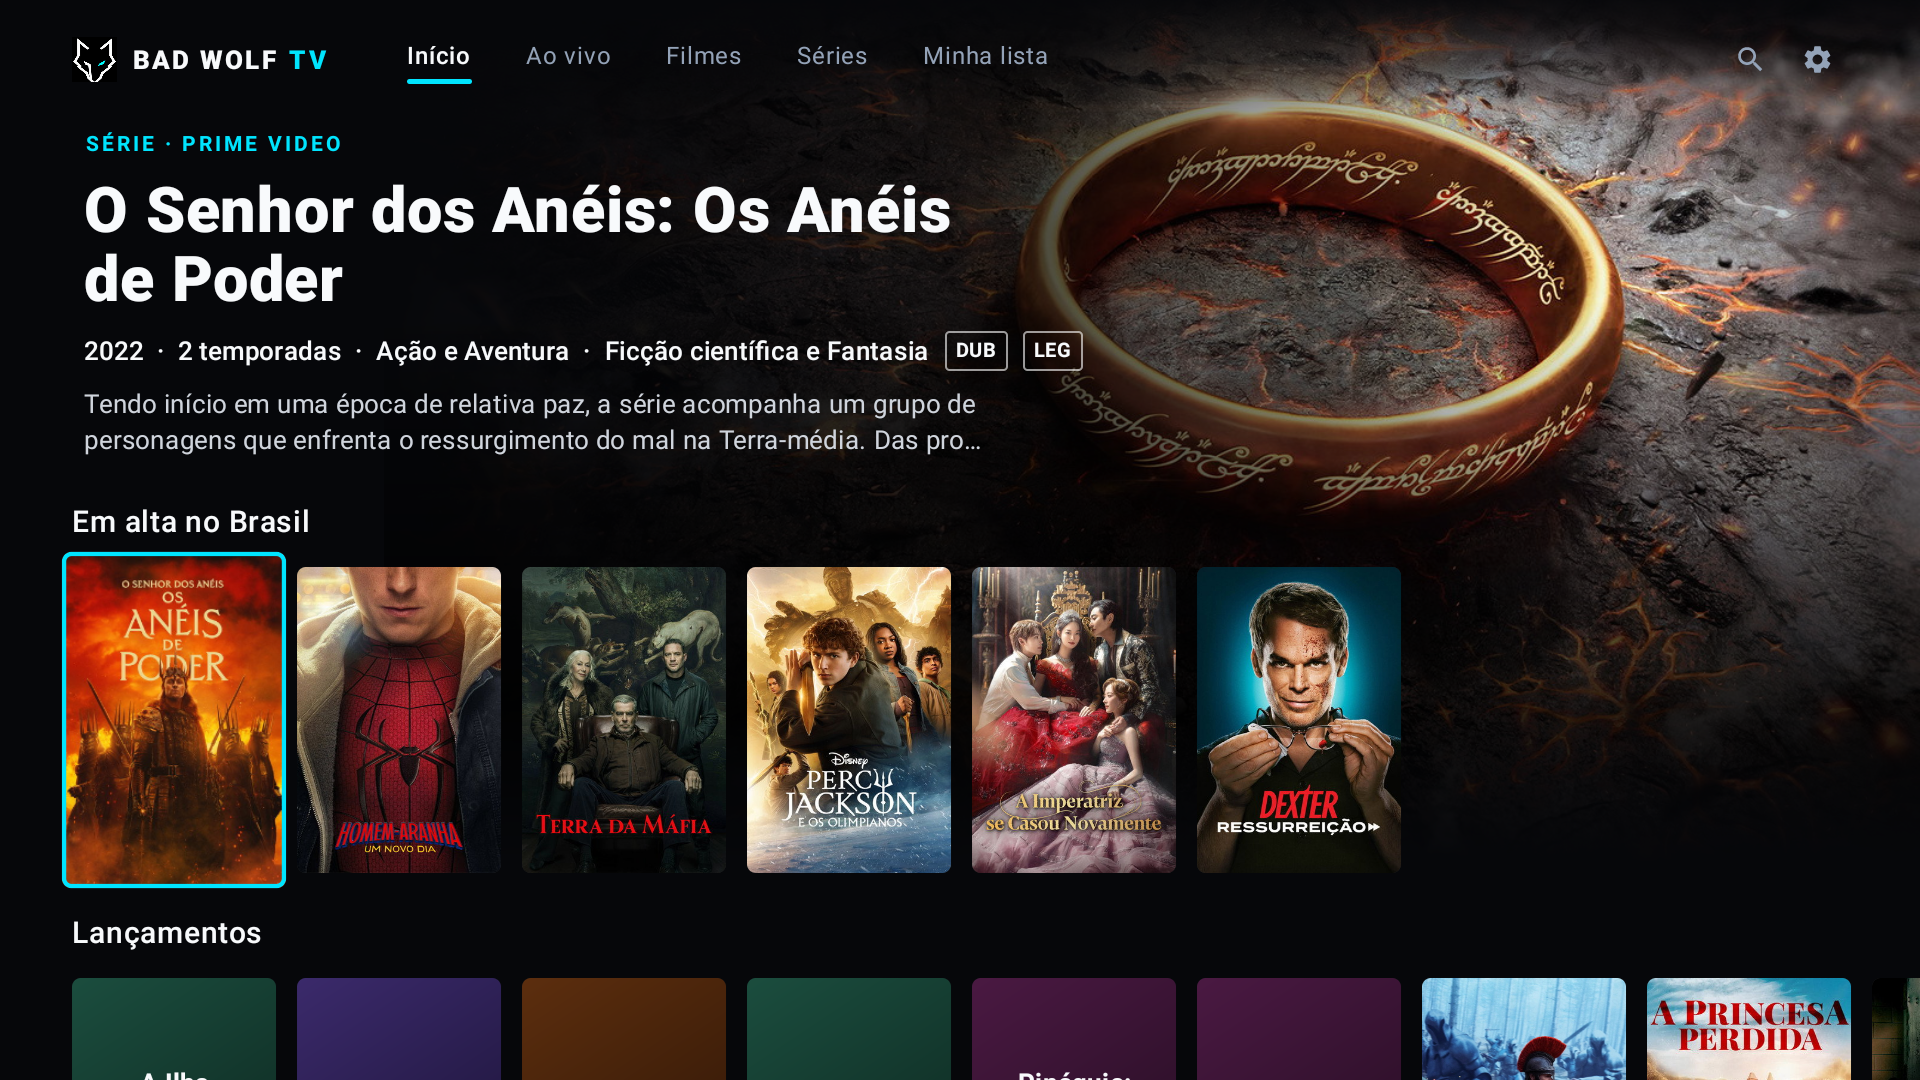 BAD WOLF TV
Início
Ao vivo
Filmes
Séries
Minha lista
SÉRIE · PRIME VIDEO
O Senhor dos Anéis: Os Anéis
de Poder
2022 · 2 temporadas · Ação e Aventura · Ficção científica e Fantasia DUB LEG
Tendo início em uma época de relativa paz, a série acompanha um grupo de
personagens que enfrenta o ressurgimento do mal na Terra-média. Das pro...
Em alta no Brasil
O SENHOR DOS ANÉIS
OS
ANÉIS
DE
PODER
HOMEM-ARANHA
UM NOVO DIA
TERRA DA MÁFIA
DISNEY
PERCY
JACKSON
E OS OLIMPIANOS
A Imperatriz
se Casou Novamente
DEXTER
RESSURREIÇÃO
Lançamentos
A PRINCESA
PERDIDA